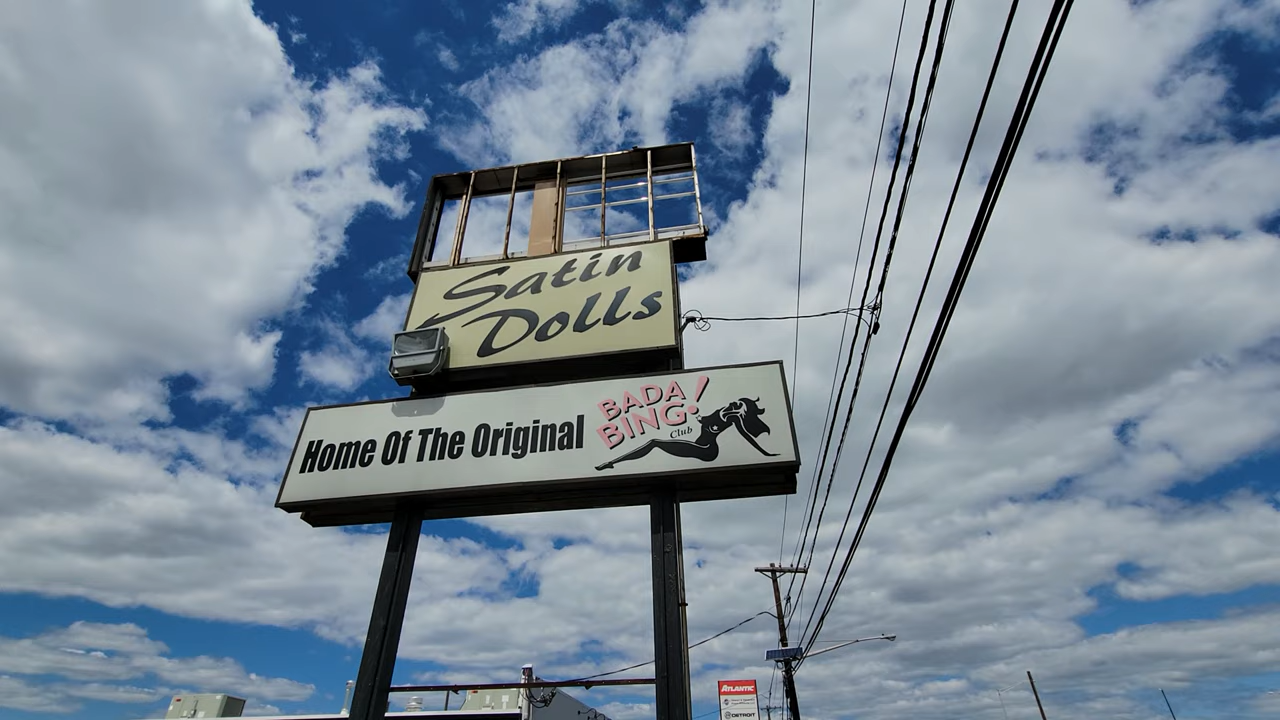 Satin
Dolls
Home Of The Original
BADA
BING!
Club
ATLANTIC
DETROIT